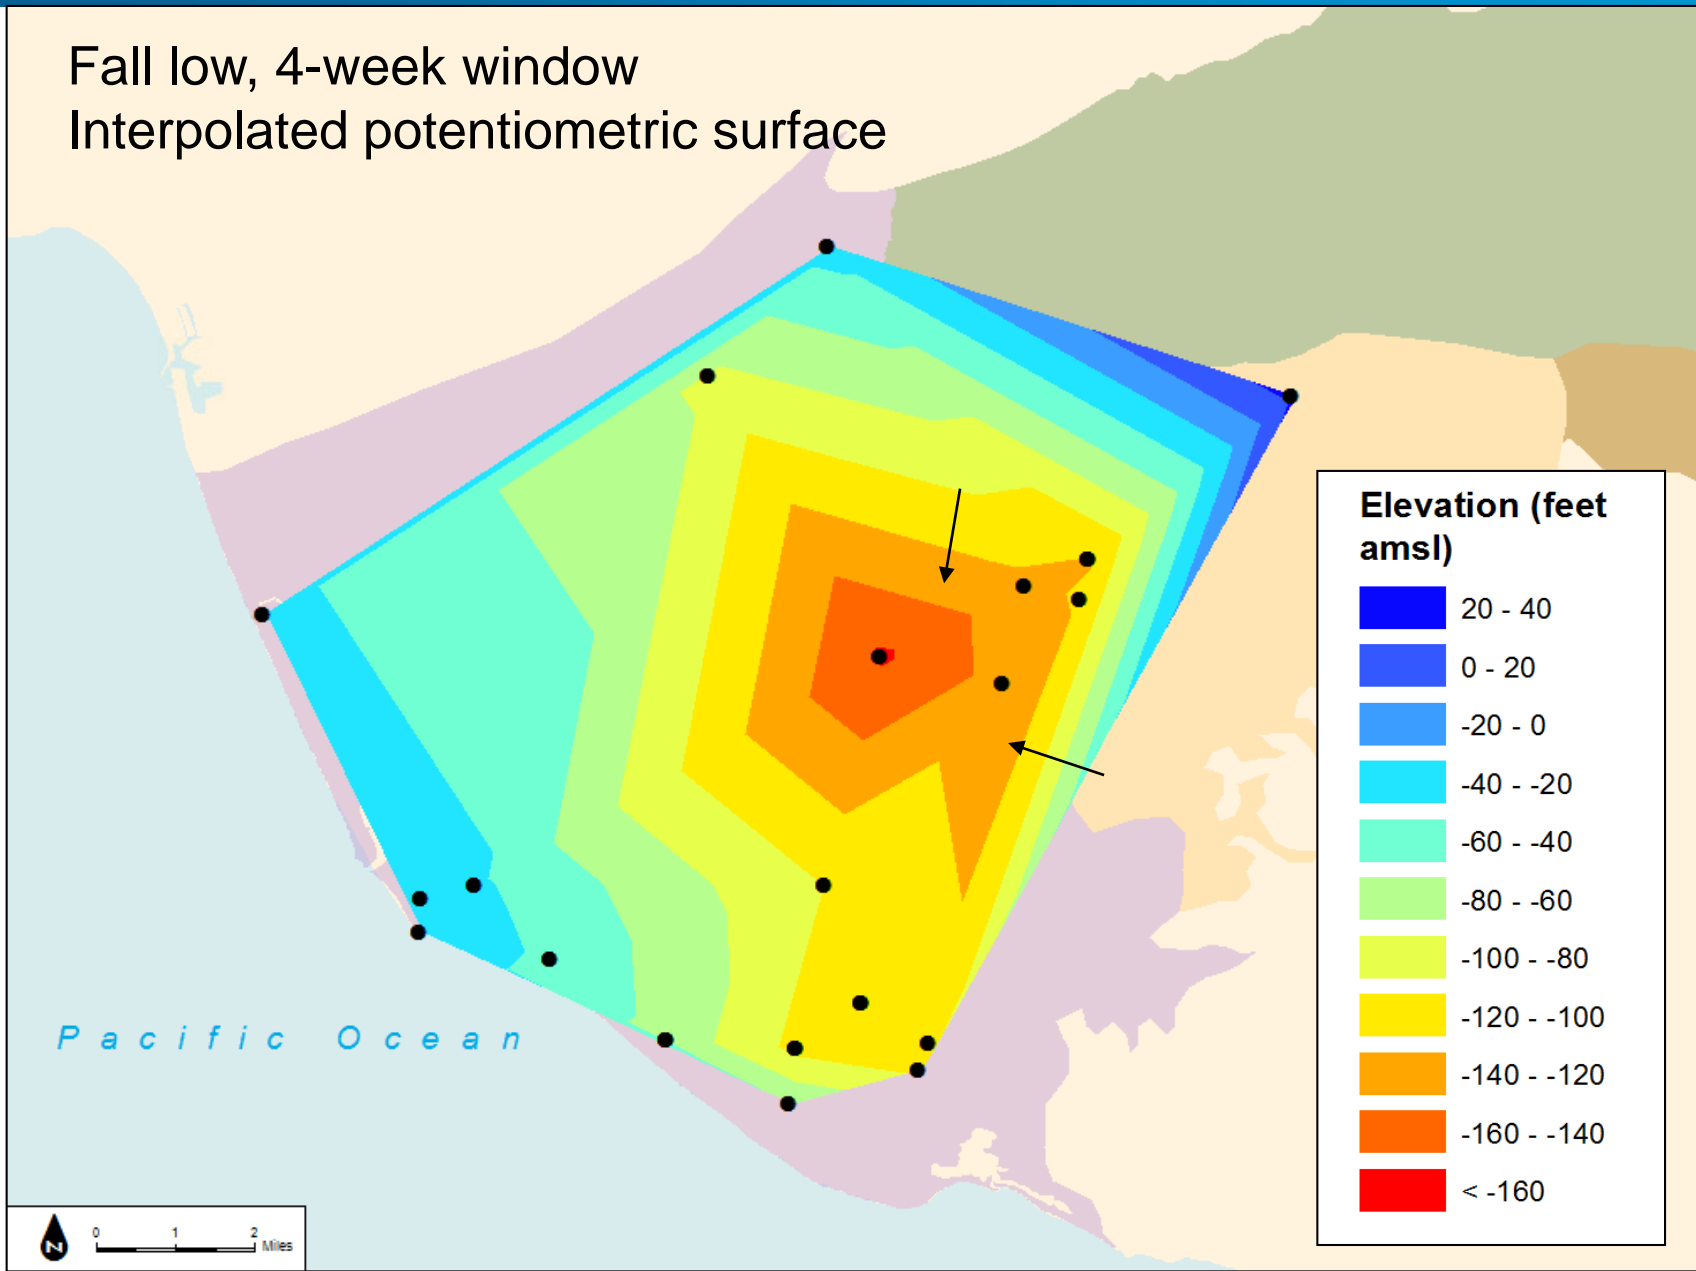 Fall low, 4-week window
Interpolated potentiometric surface
Elevation (feet
amsl)
20 - 40
0 - 20
-20 - 0
-40 - -20
-60 - -40
-80 - -60
-100 - -80
-120 - -100
-140 - -120
-160 - -140
< -160
Pacific Ocean
N
0 1 2
Miles